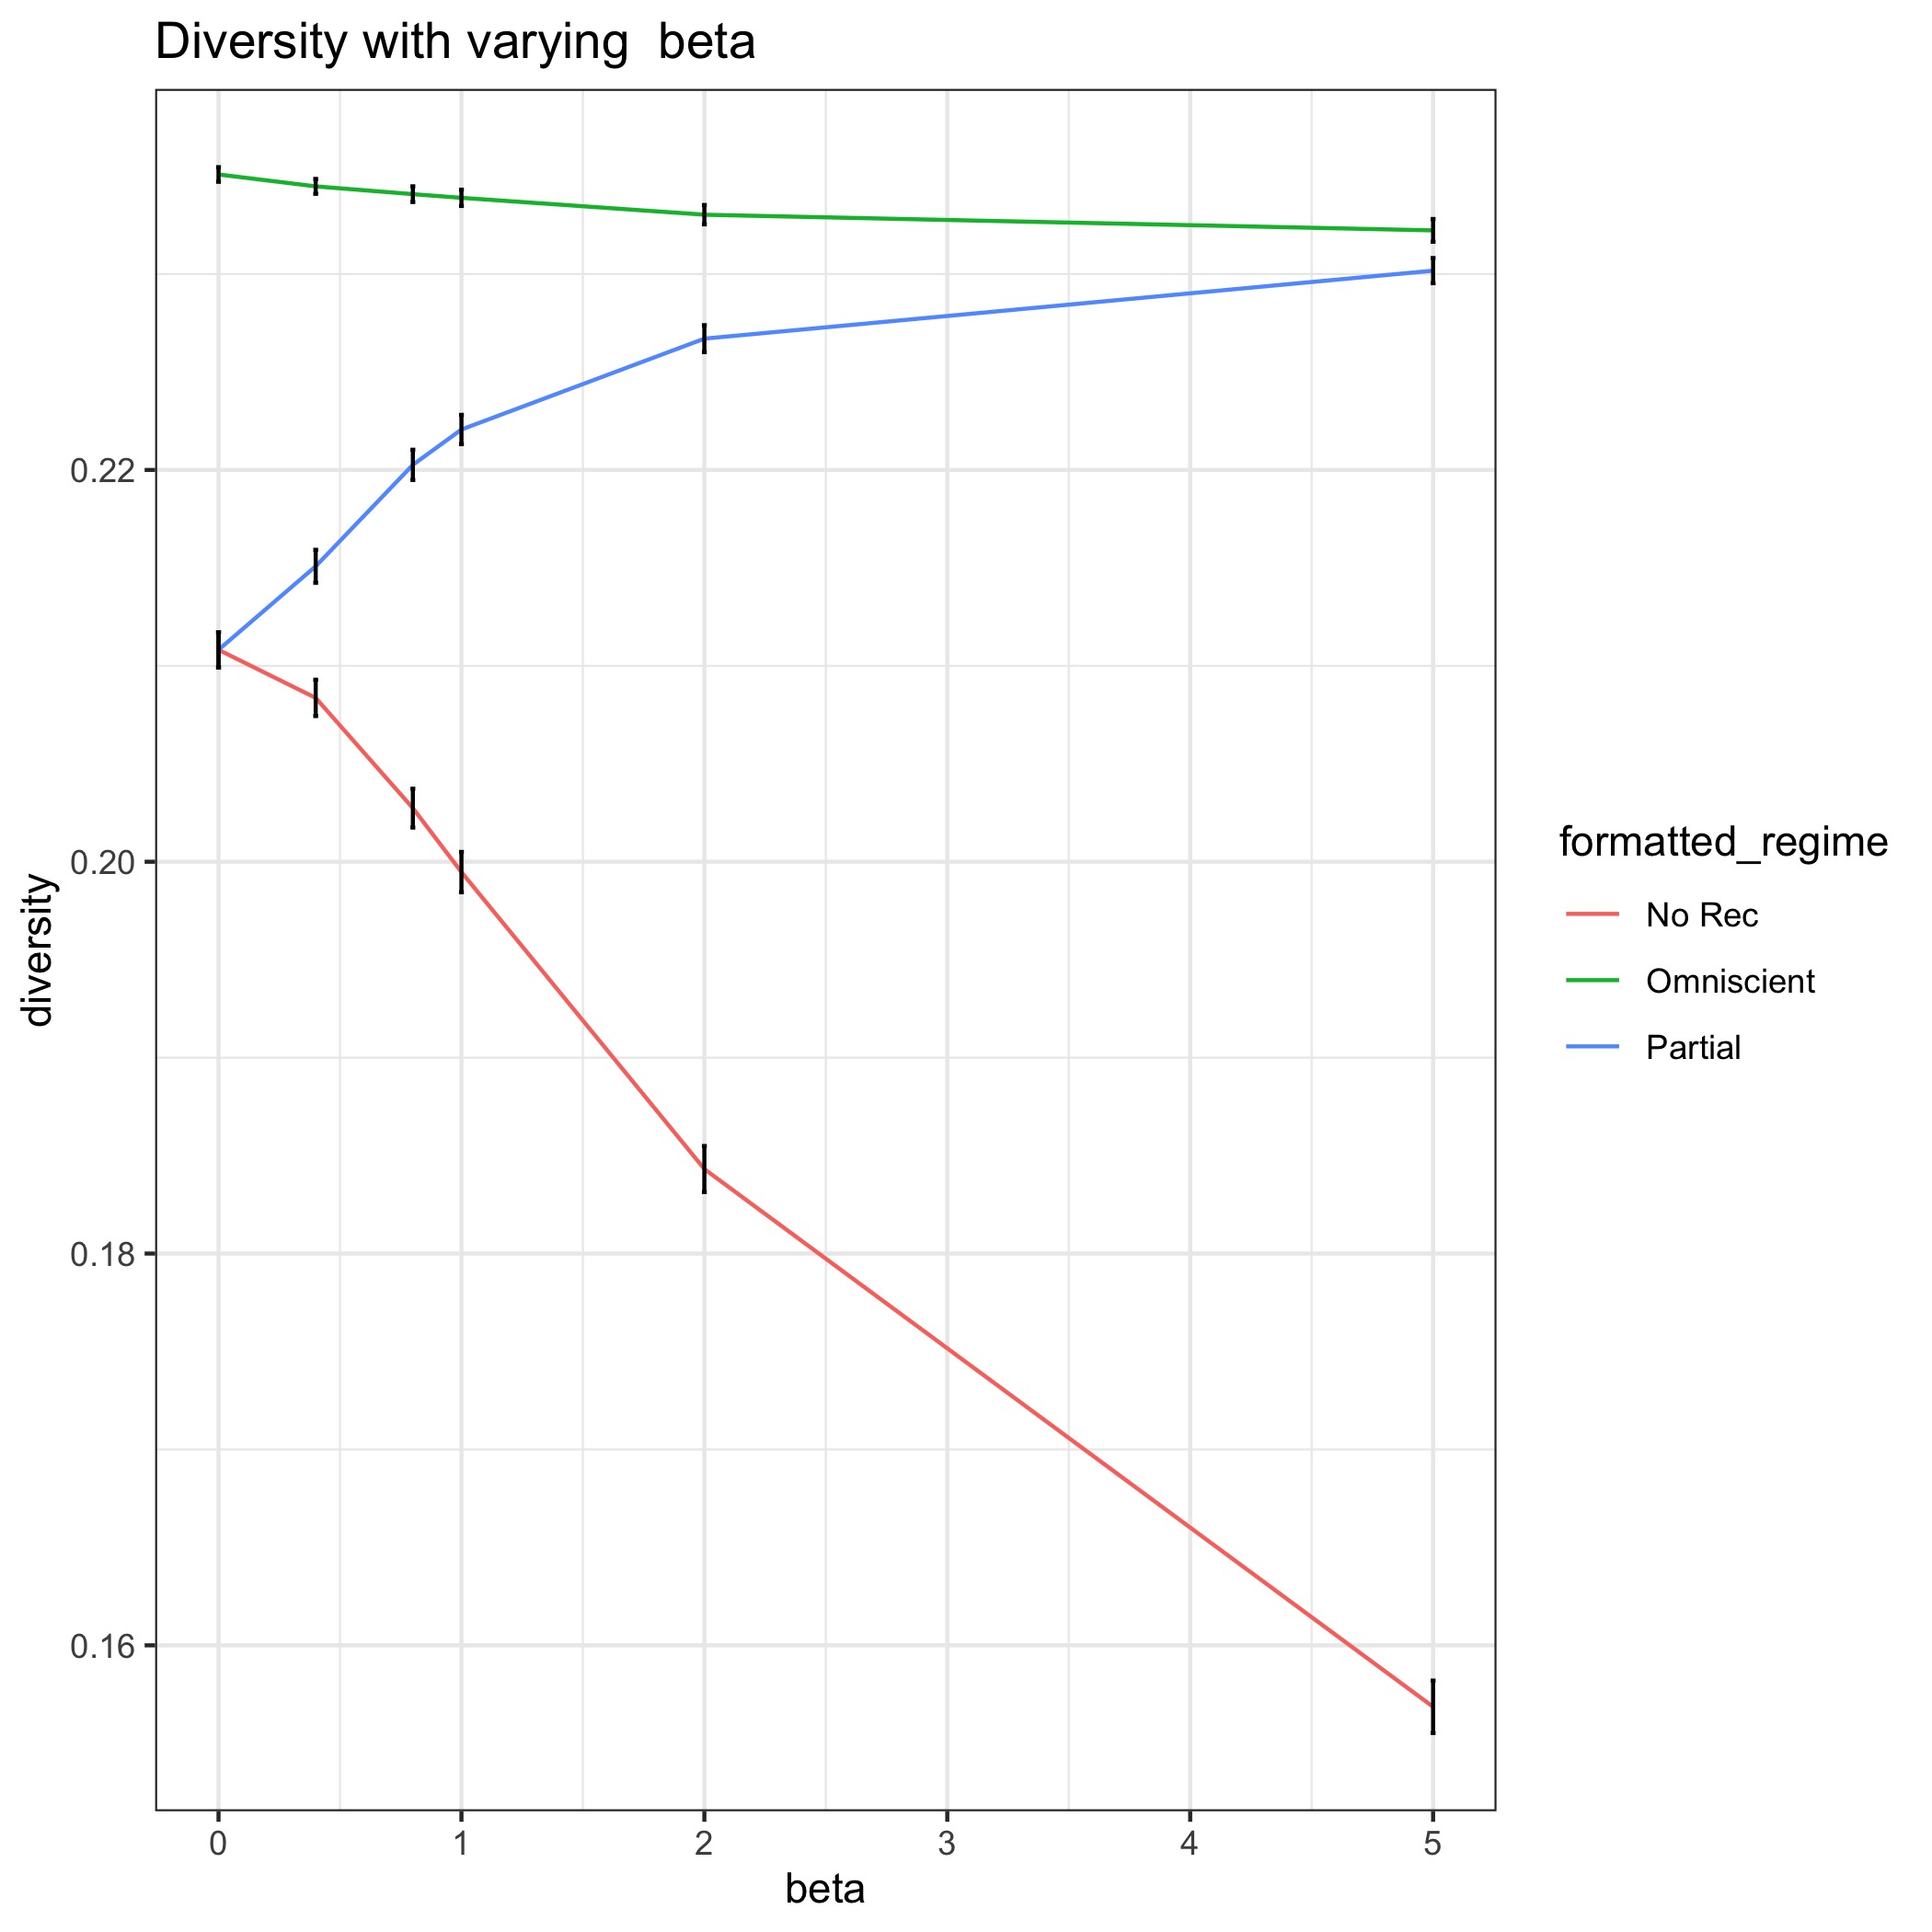 Diversity with varying  beta
0.22
0.20
0.18
0.16
diversity
0 1 2 3 4 5
beta
formatted_regime
No Rec
Omniscient
Partial